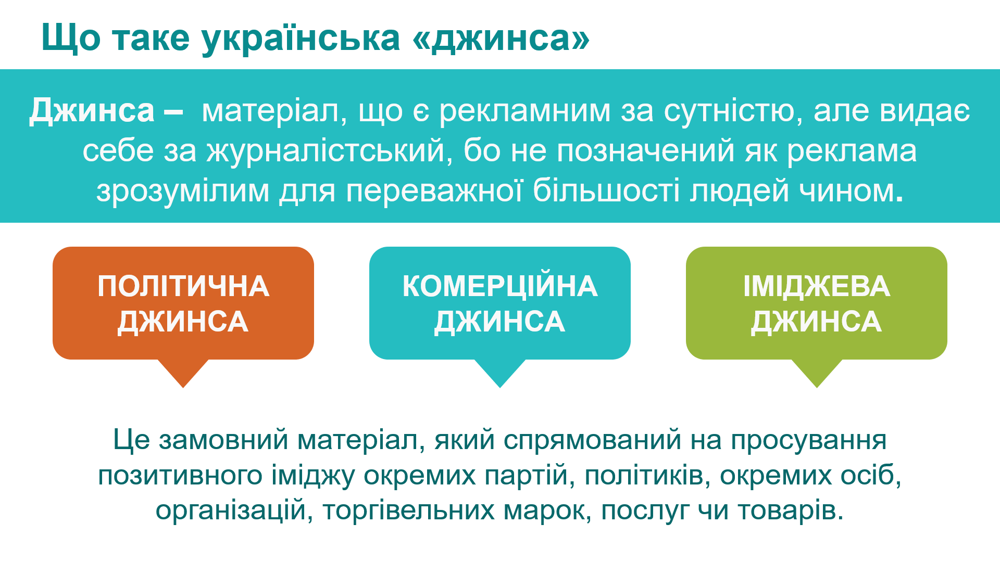 Що таке українська «джинса»
Джинса – матеріал, що є рекламним за сутністю, але видає
себе за журналістський, бо не позначений як реклама
зрозумілим для переважної більшості людей чином.
ПОЛІТИЧНА
ДЖИНСА
КОМЕРЦІЙНА
ДЖИНСА
ІМІДЖЕВА
ДЖИНСА
Це замовний матеріал, який спрямований на просування
позитивного іміджу окремих партій, політиків, окремих осіб,
організацій, торгівельних марок, послуг чи товарів.